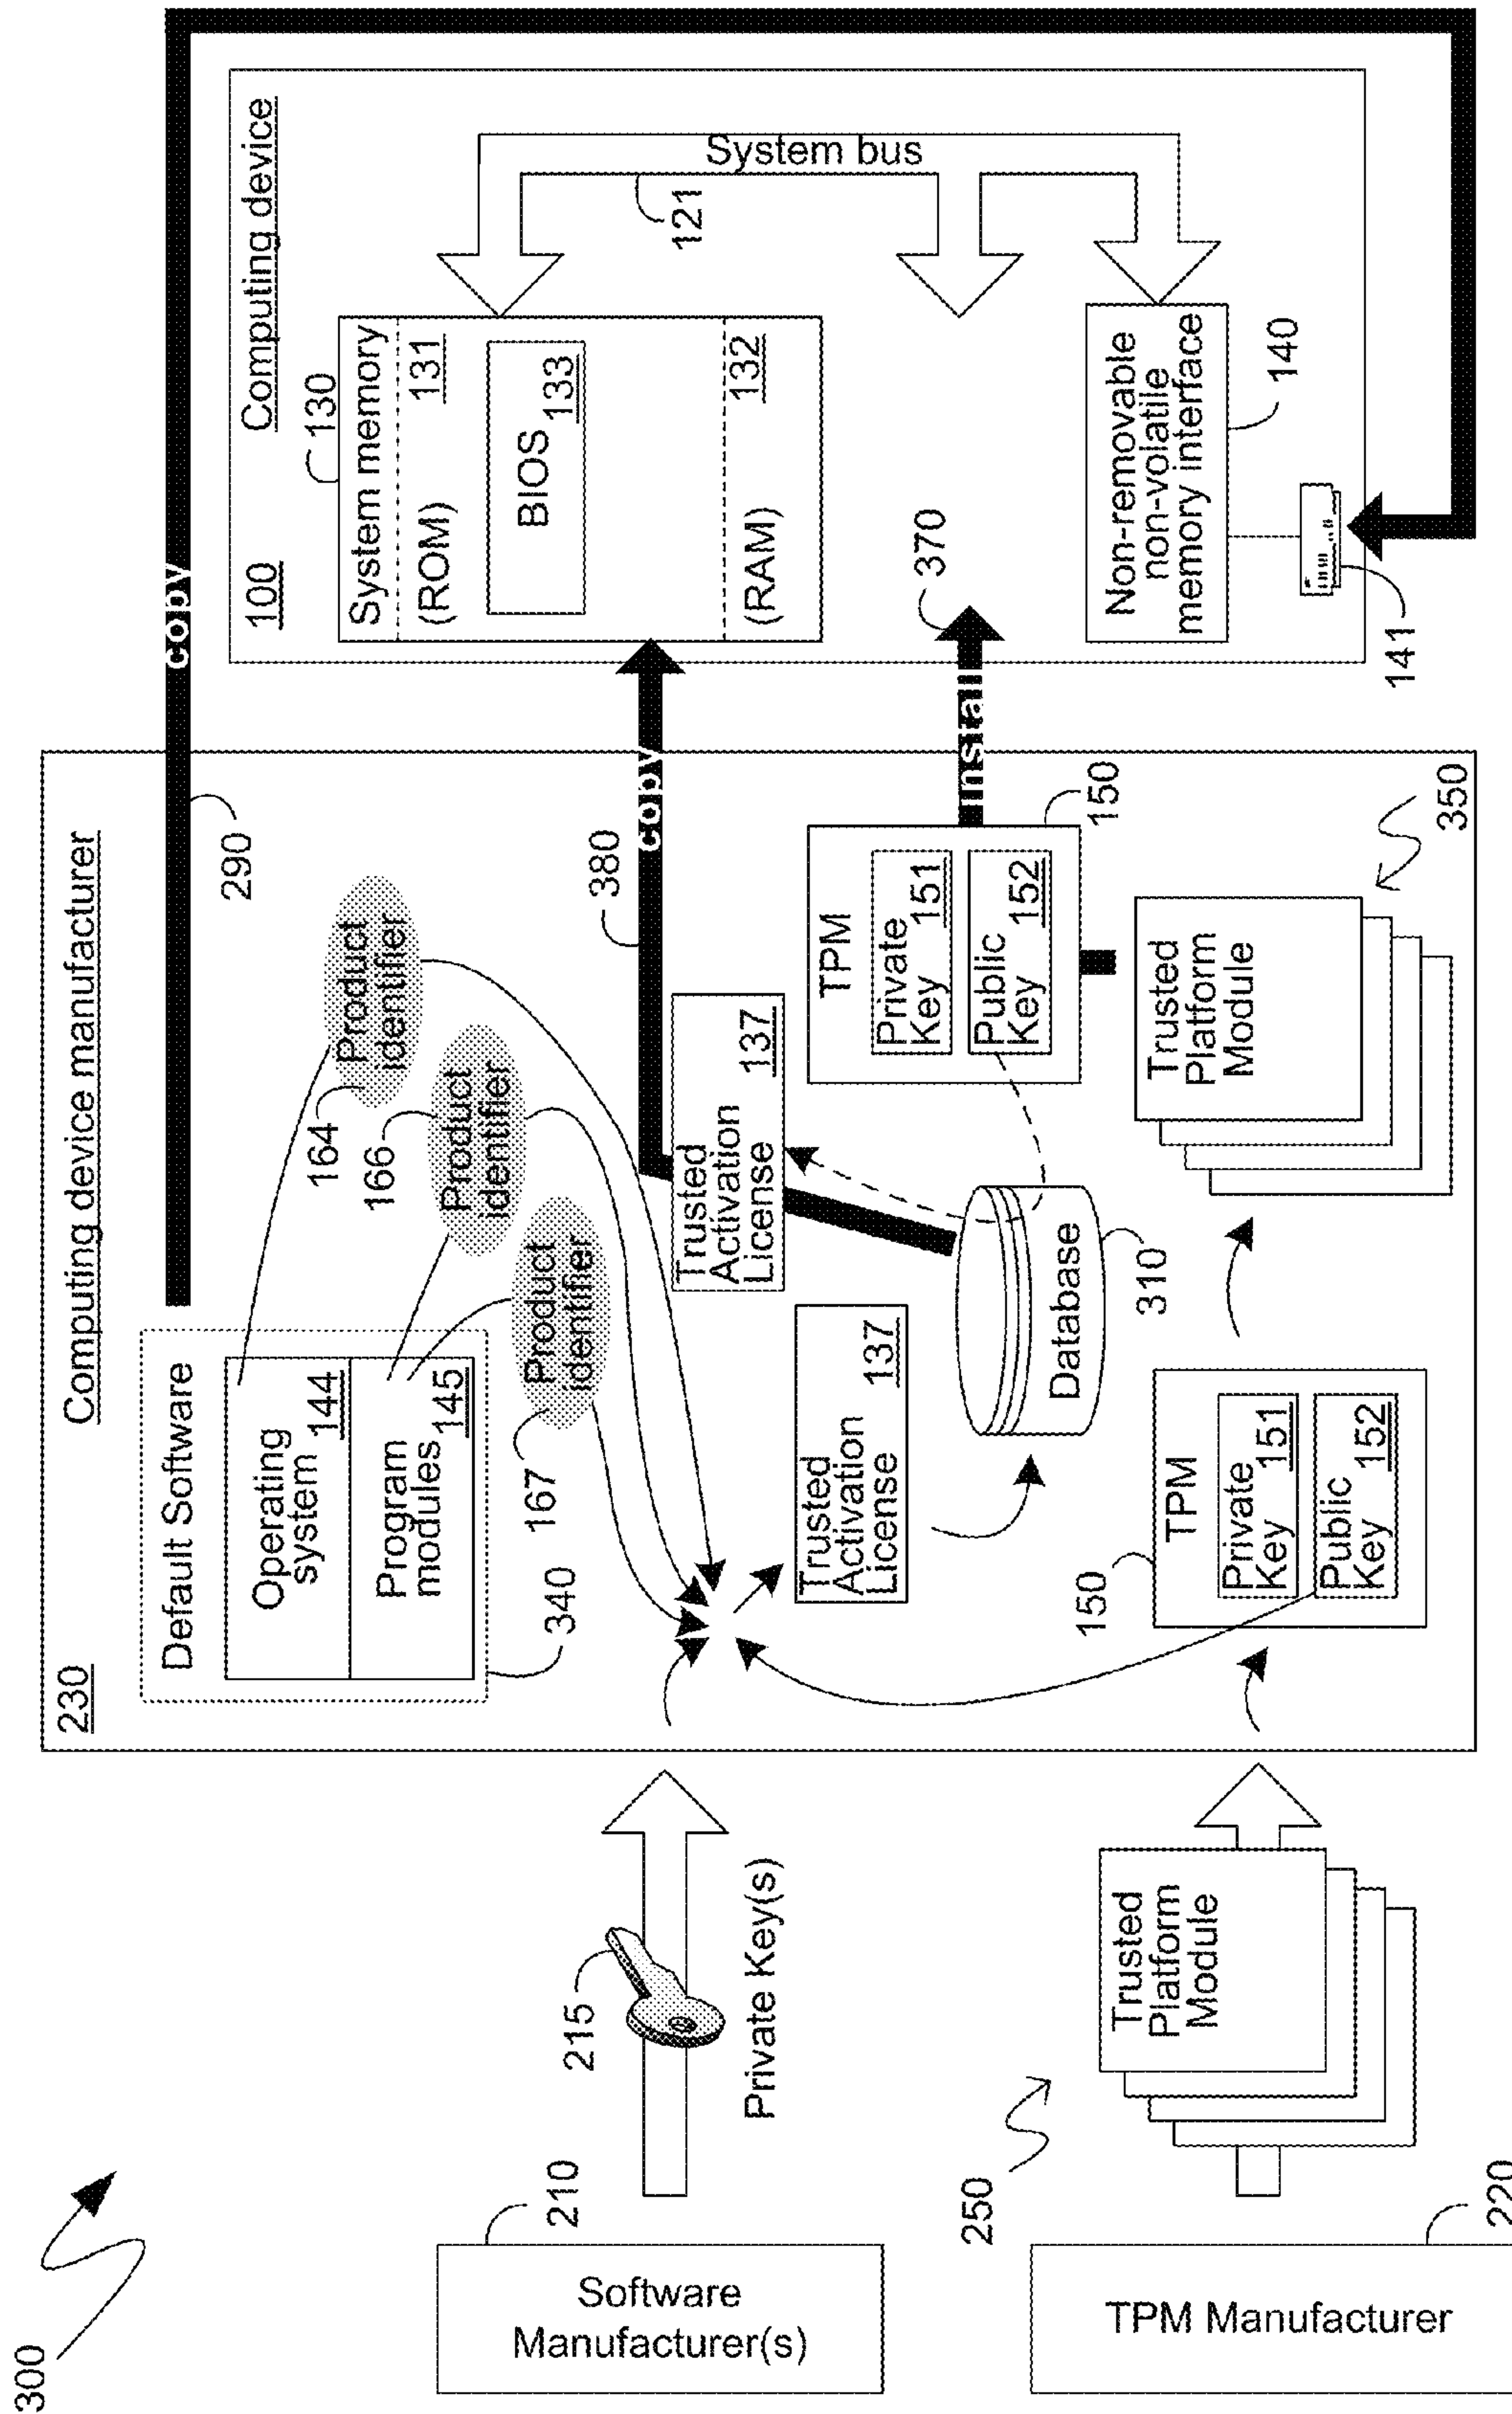 300
Software
Manufacturer(s)
210
TPM Manufacturer
220
215
Private Key(s)
250
Trusted
Platform
Module
230
Computing device manufacturer
Default Software
Operating
system
144
Program
modules
145
340
164
Product
identifier
166
Product
identifier
167
Product
identifier
290
copy
Trusted
Activation
License
137
Trusted
Activation
License
137
380
copy
Database
310
150
TPM
Private
Key
151
Public
Key
152
TPM
Private
Key
151
Public
Key
152
150
install
370
Trusted
Platform
Module
350
100
Computing device
130
System memory
(ROM)
131
BIOS
133
(RAM)
132
System bus
121
Non-removable
non-volatile
memory interface
140
141